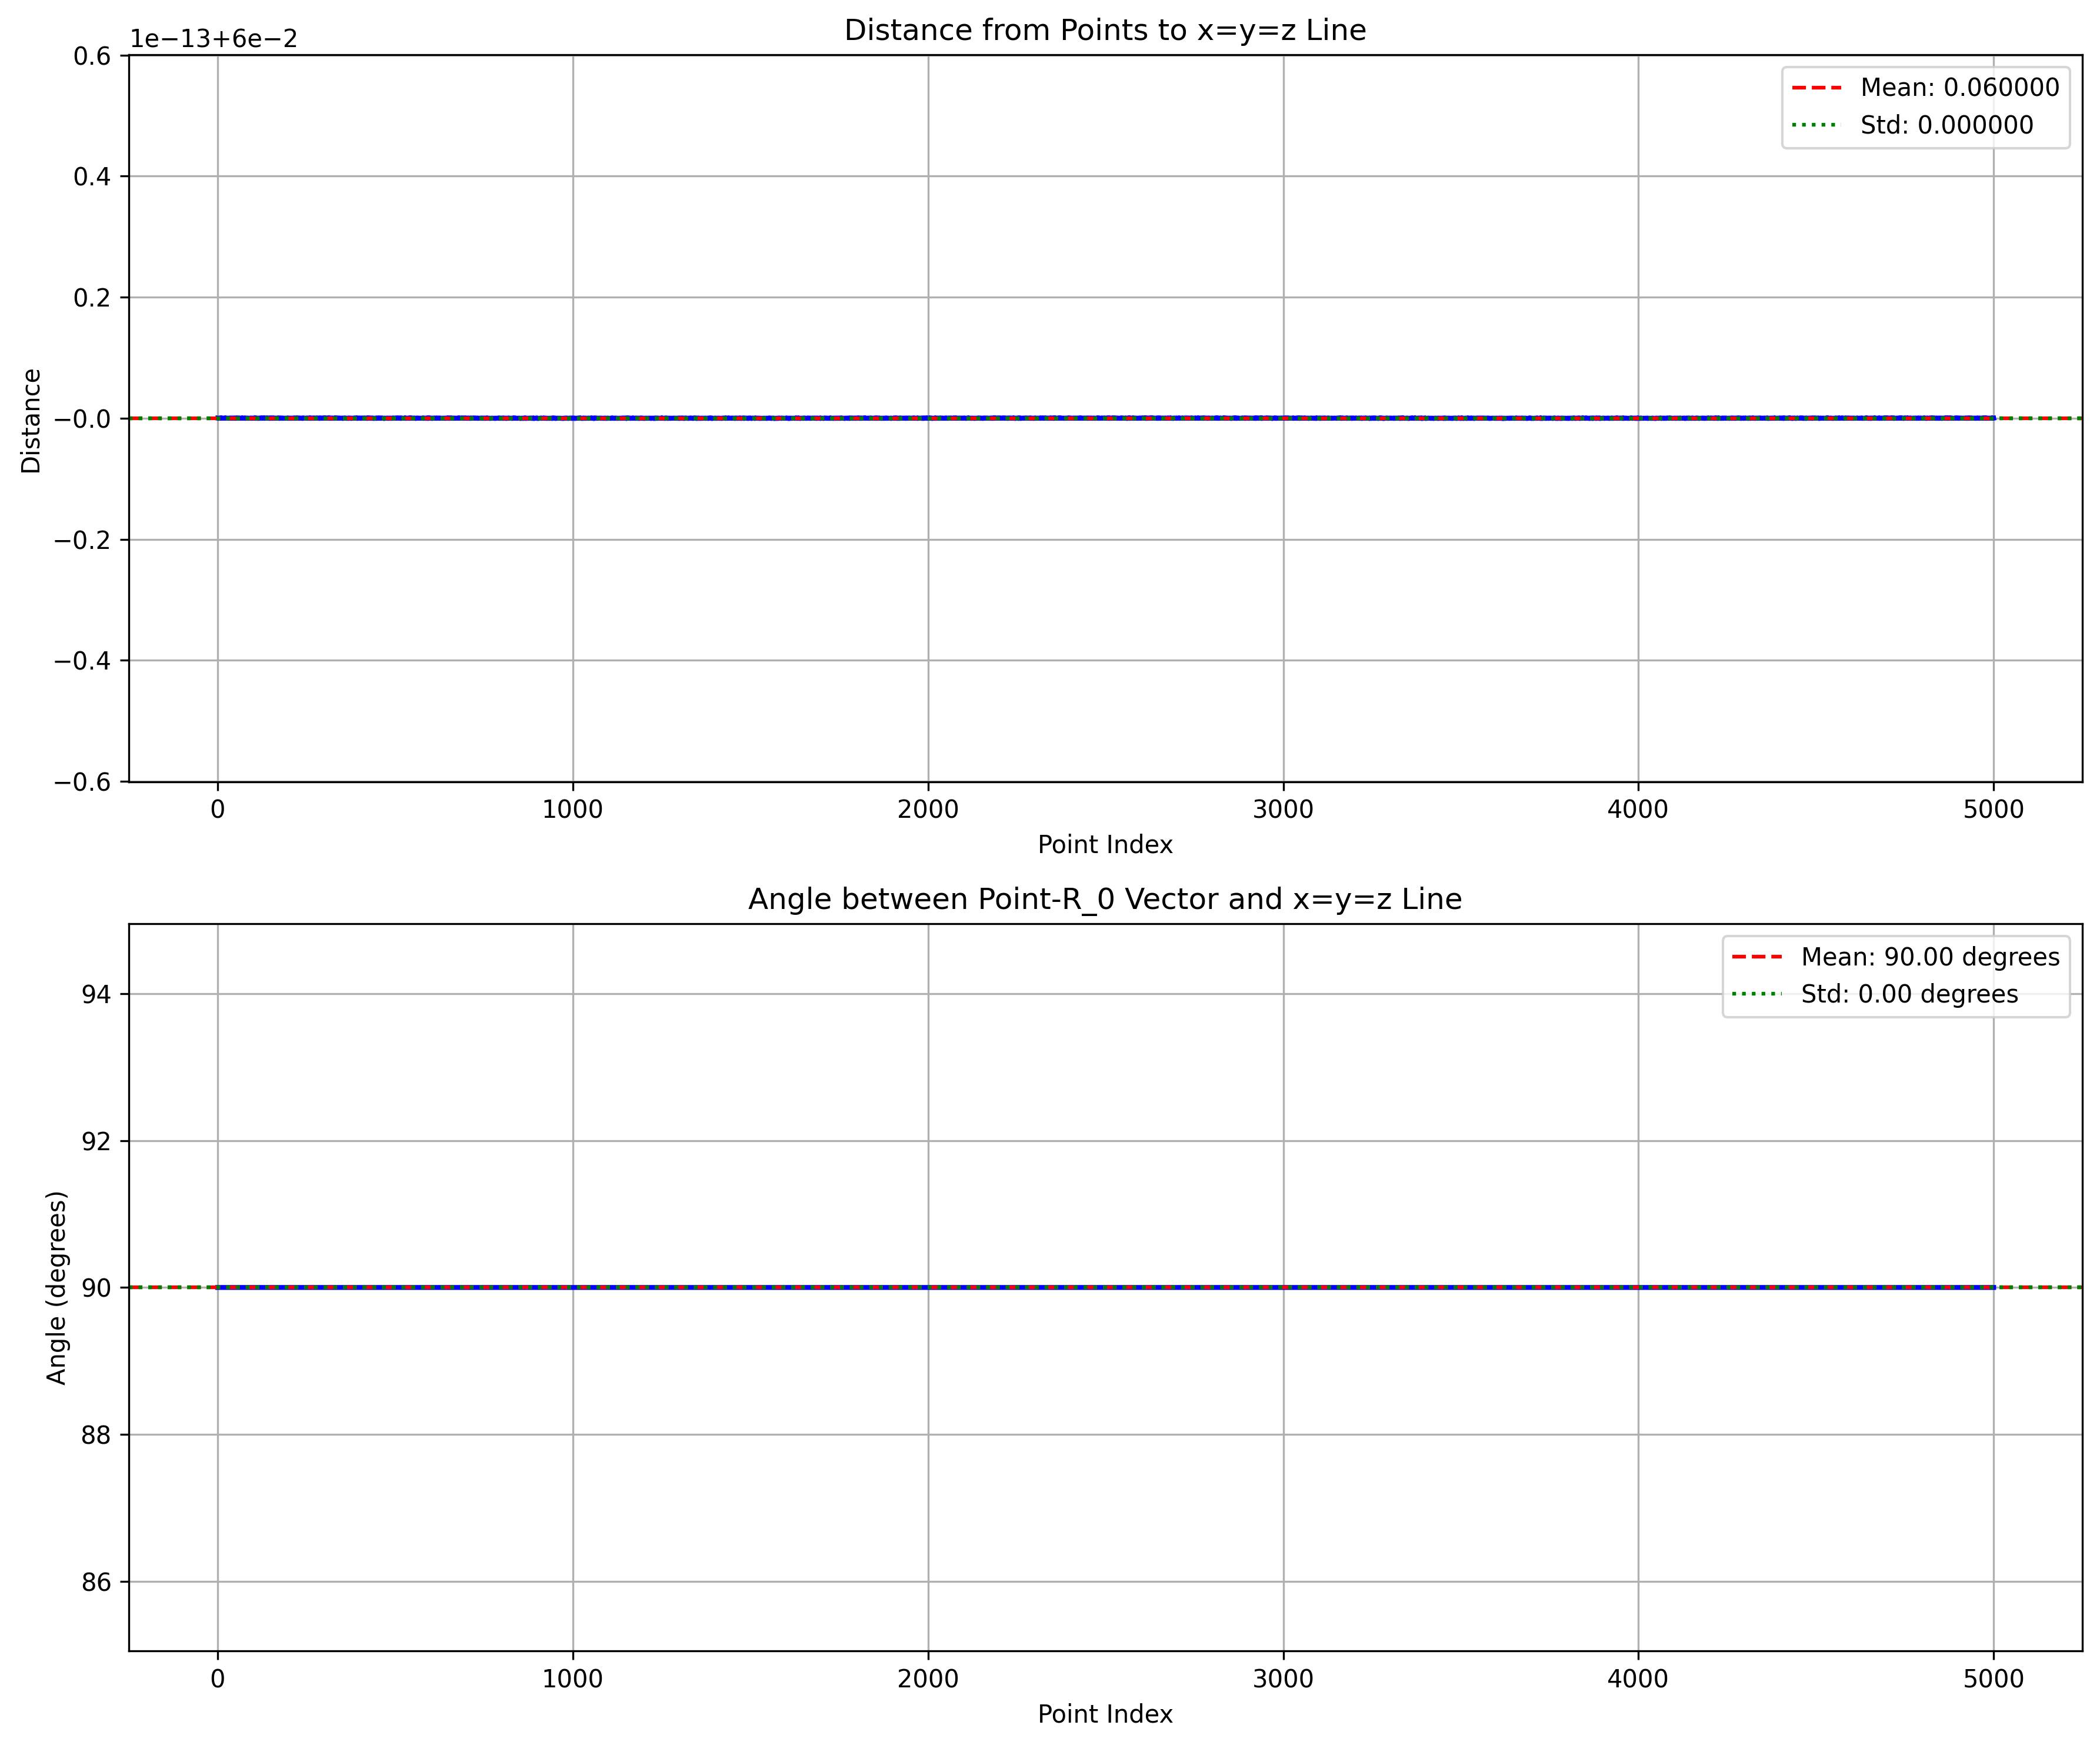 Distance from Points to x=y=z Line
1e−13+6e−2
0.6
0.4
0.2
−0.0
−0.2
−0.4
−0.6
Distance
Mean: 0.060000
Std: 0.000000
0 1000 2000 3000 4000 5000
Point Index
Angle between Point-R_0 Vector and x=y=z Line
94
92
90
88
86
Angle (degrees)
Mean: 90.00 degrees
Std: 0.00 degrees
0 1000 2000 3000 4000 5000
Point Index